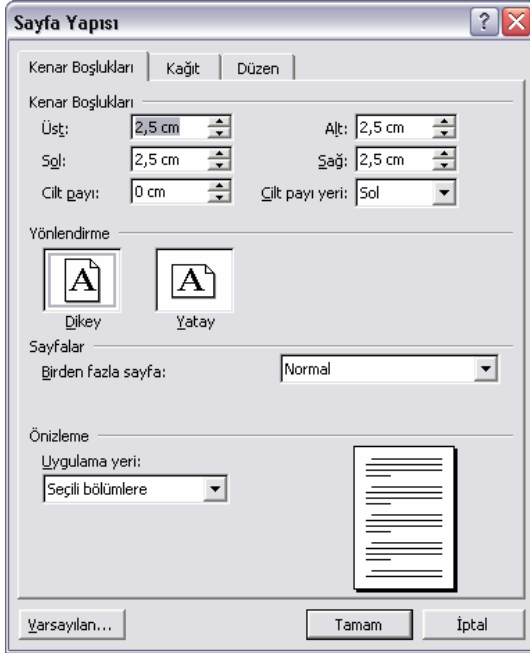 Sayfa Yapısı
Kenar Boşlukları Kağıt Düzen
Kenar Boşlukları
Üst: 2,5 cm Alt: 2,5 cm
Sol: 2,5 cm Sağ: 2,5 cm
Cilt payı: 0 cm Cilt payı yeri: Sol
Yönlendirme
A A
Dikey Yatay
Sayfalar
Birden fazla sayfa: Normal
Önizleme
Uygulama yeri:
Seçili bölümlere
Varsayılan... Tamam İptal